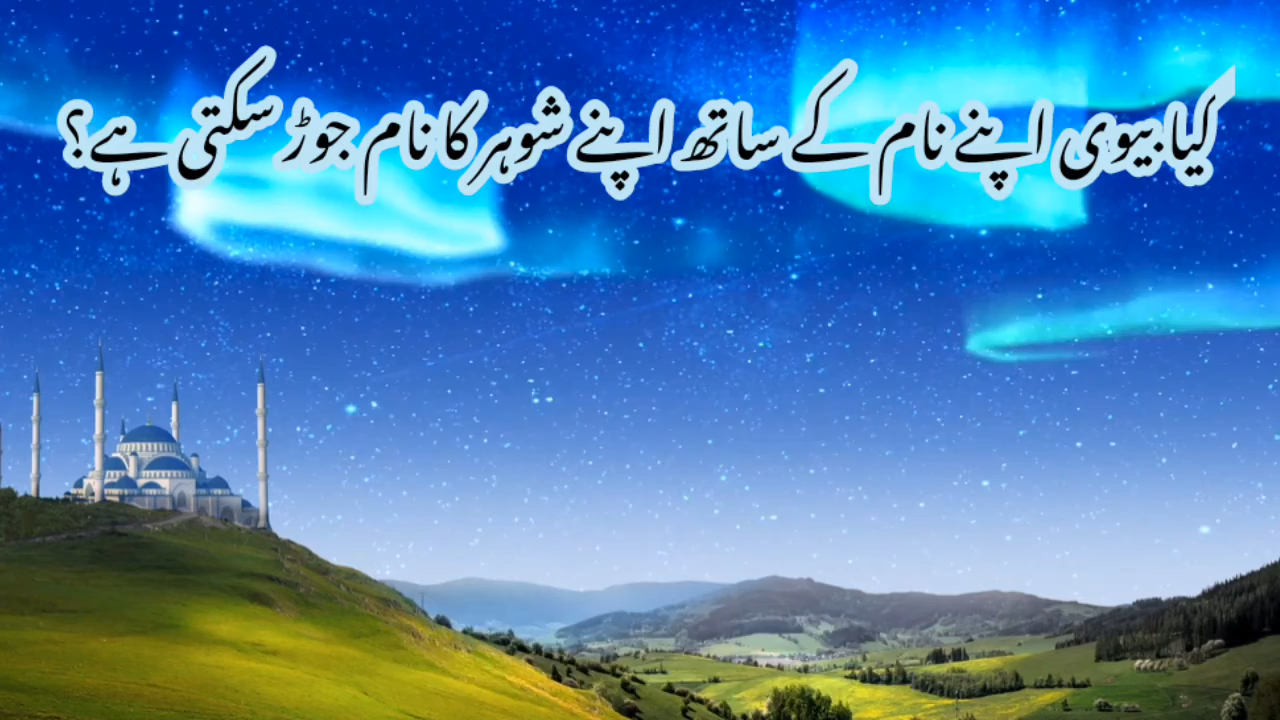 کیا بیوی اپنے نام کے ساتھ اپنے شوہر کا نام جوڑ سکتی ہے؟